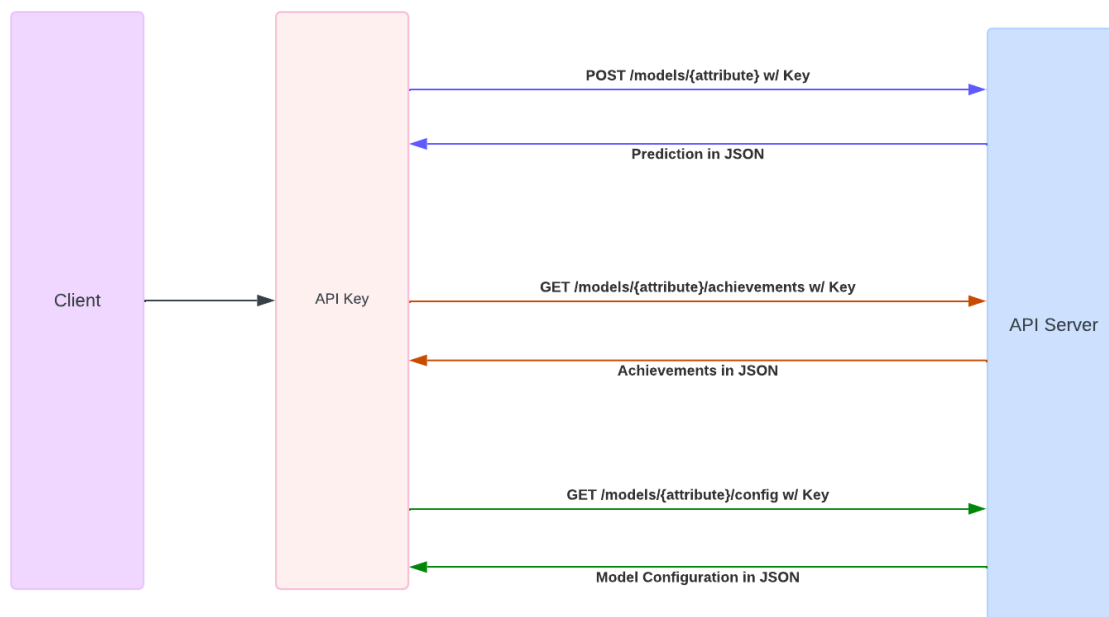 POST /models/{attribute} w/ Key
Prediction in JSON
Client
API Key
GET /models/{attribute}/achievements w/ Key
API Server
Achievements in JSON
GET /models/{attribute}/config w/ Key
Model Configuration in JSON